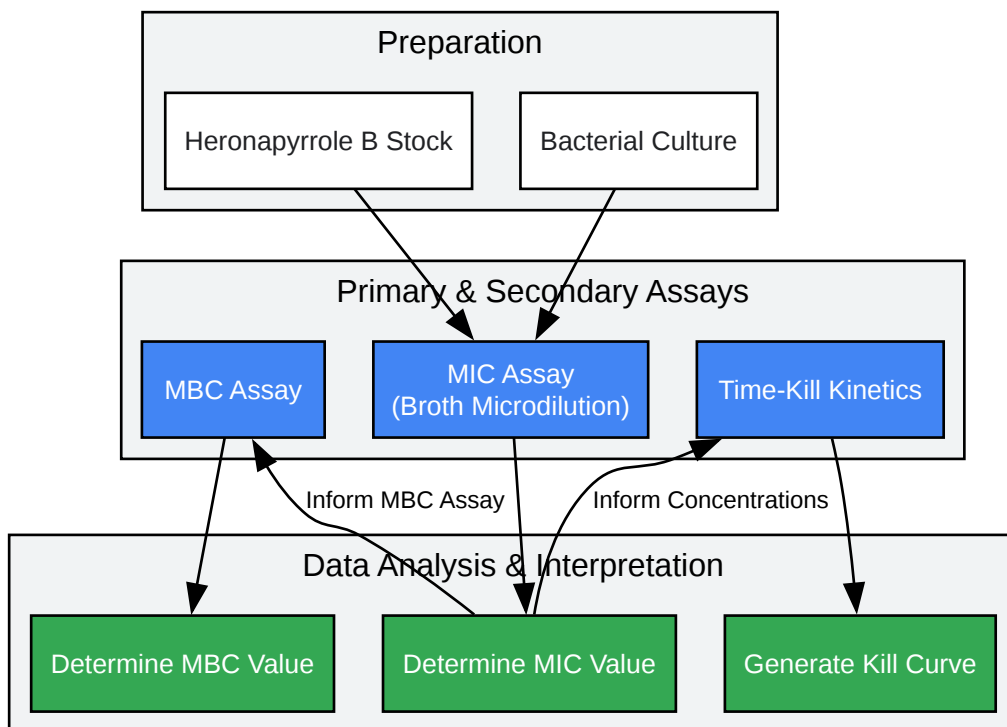 Preparation
Heronapyrrole B Stock
Bacterial Culture
Primary & Secondary Assays
MBC Assay
MIC Assay
(Broth Microdilution)
Time-Kill Kinetics
Inform MBC Assay
Inform Concentrations
Data Analysis & Interpretation
Determine MBC Value
Determine MIC Value
Generate Kill Curve